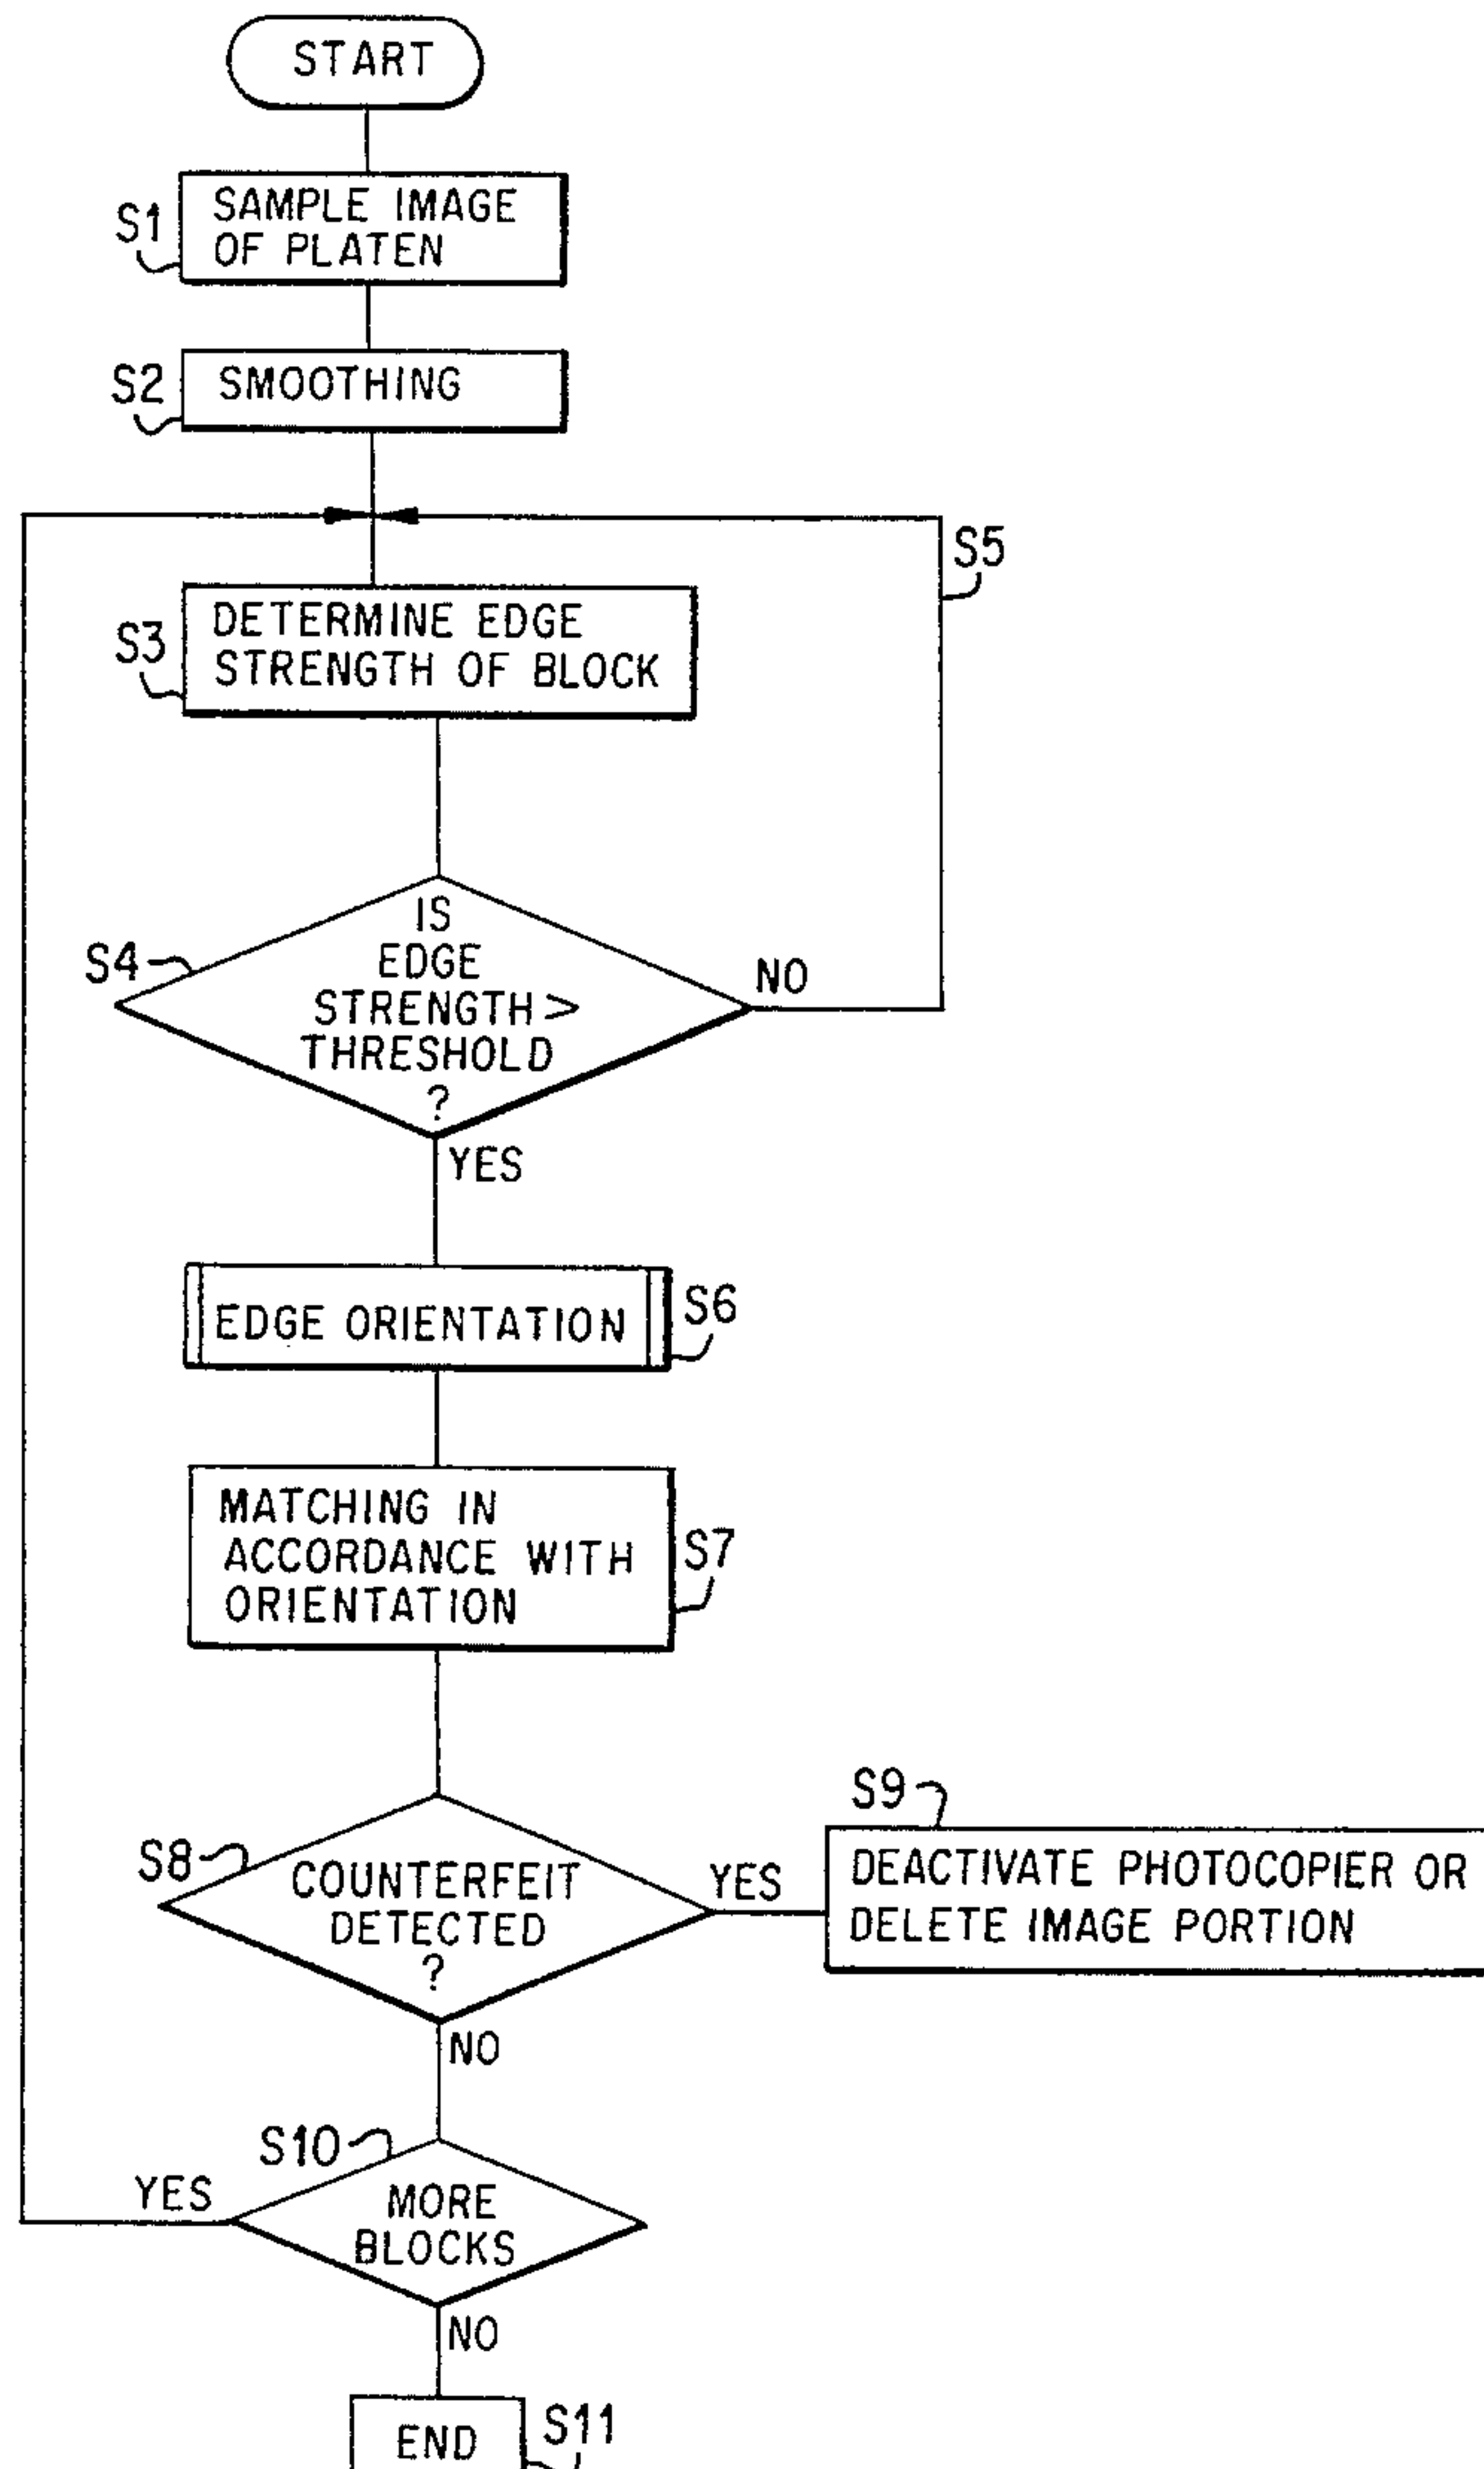 START
S1
SAMPLE IMAGE
OF PLATEN
S2
SMOOTHING
S5
S3
DETERMINE EDGE
STRENGTH OF BLOCK
S4
IS
EDGE
STRENGTH >
THRESHOLD
?
NO
YES
EDGE ORIENTATION
S6
MATCHING IN
ACCORDANCE WITH
ORIENTATION
S7
S8
COUNTERFEIT
DETECTED
?
YES
S9
DEACTIVATE PHOTOCOPIER OR
DELETE IMAGE PORTION
NO
S10
MORE
BLOCKS
YES
NO
END
S11